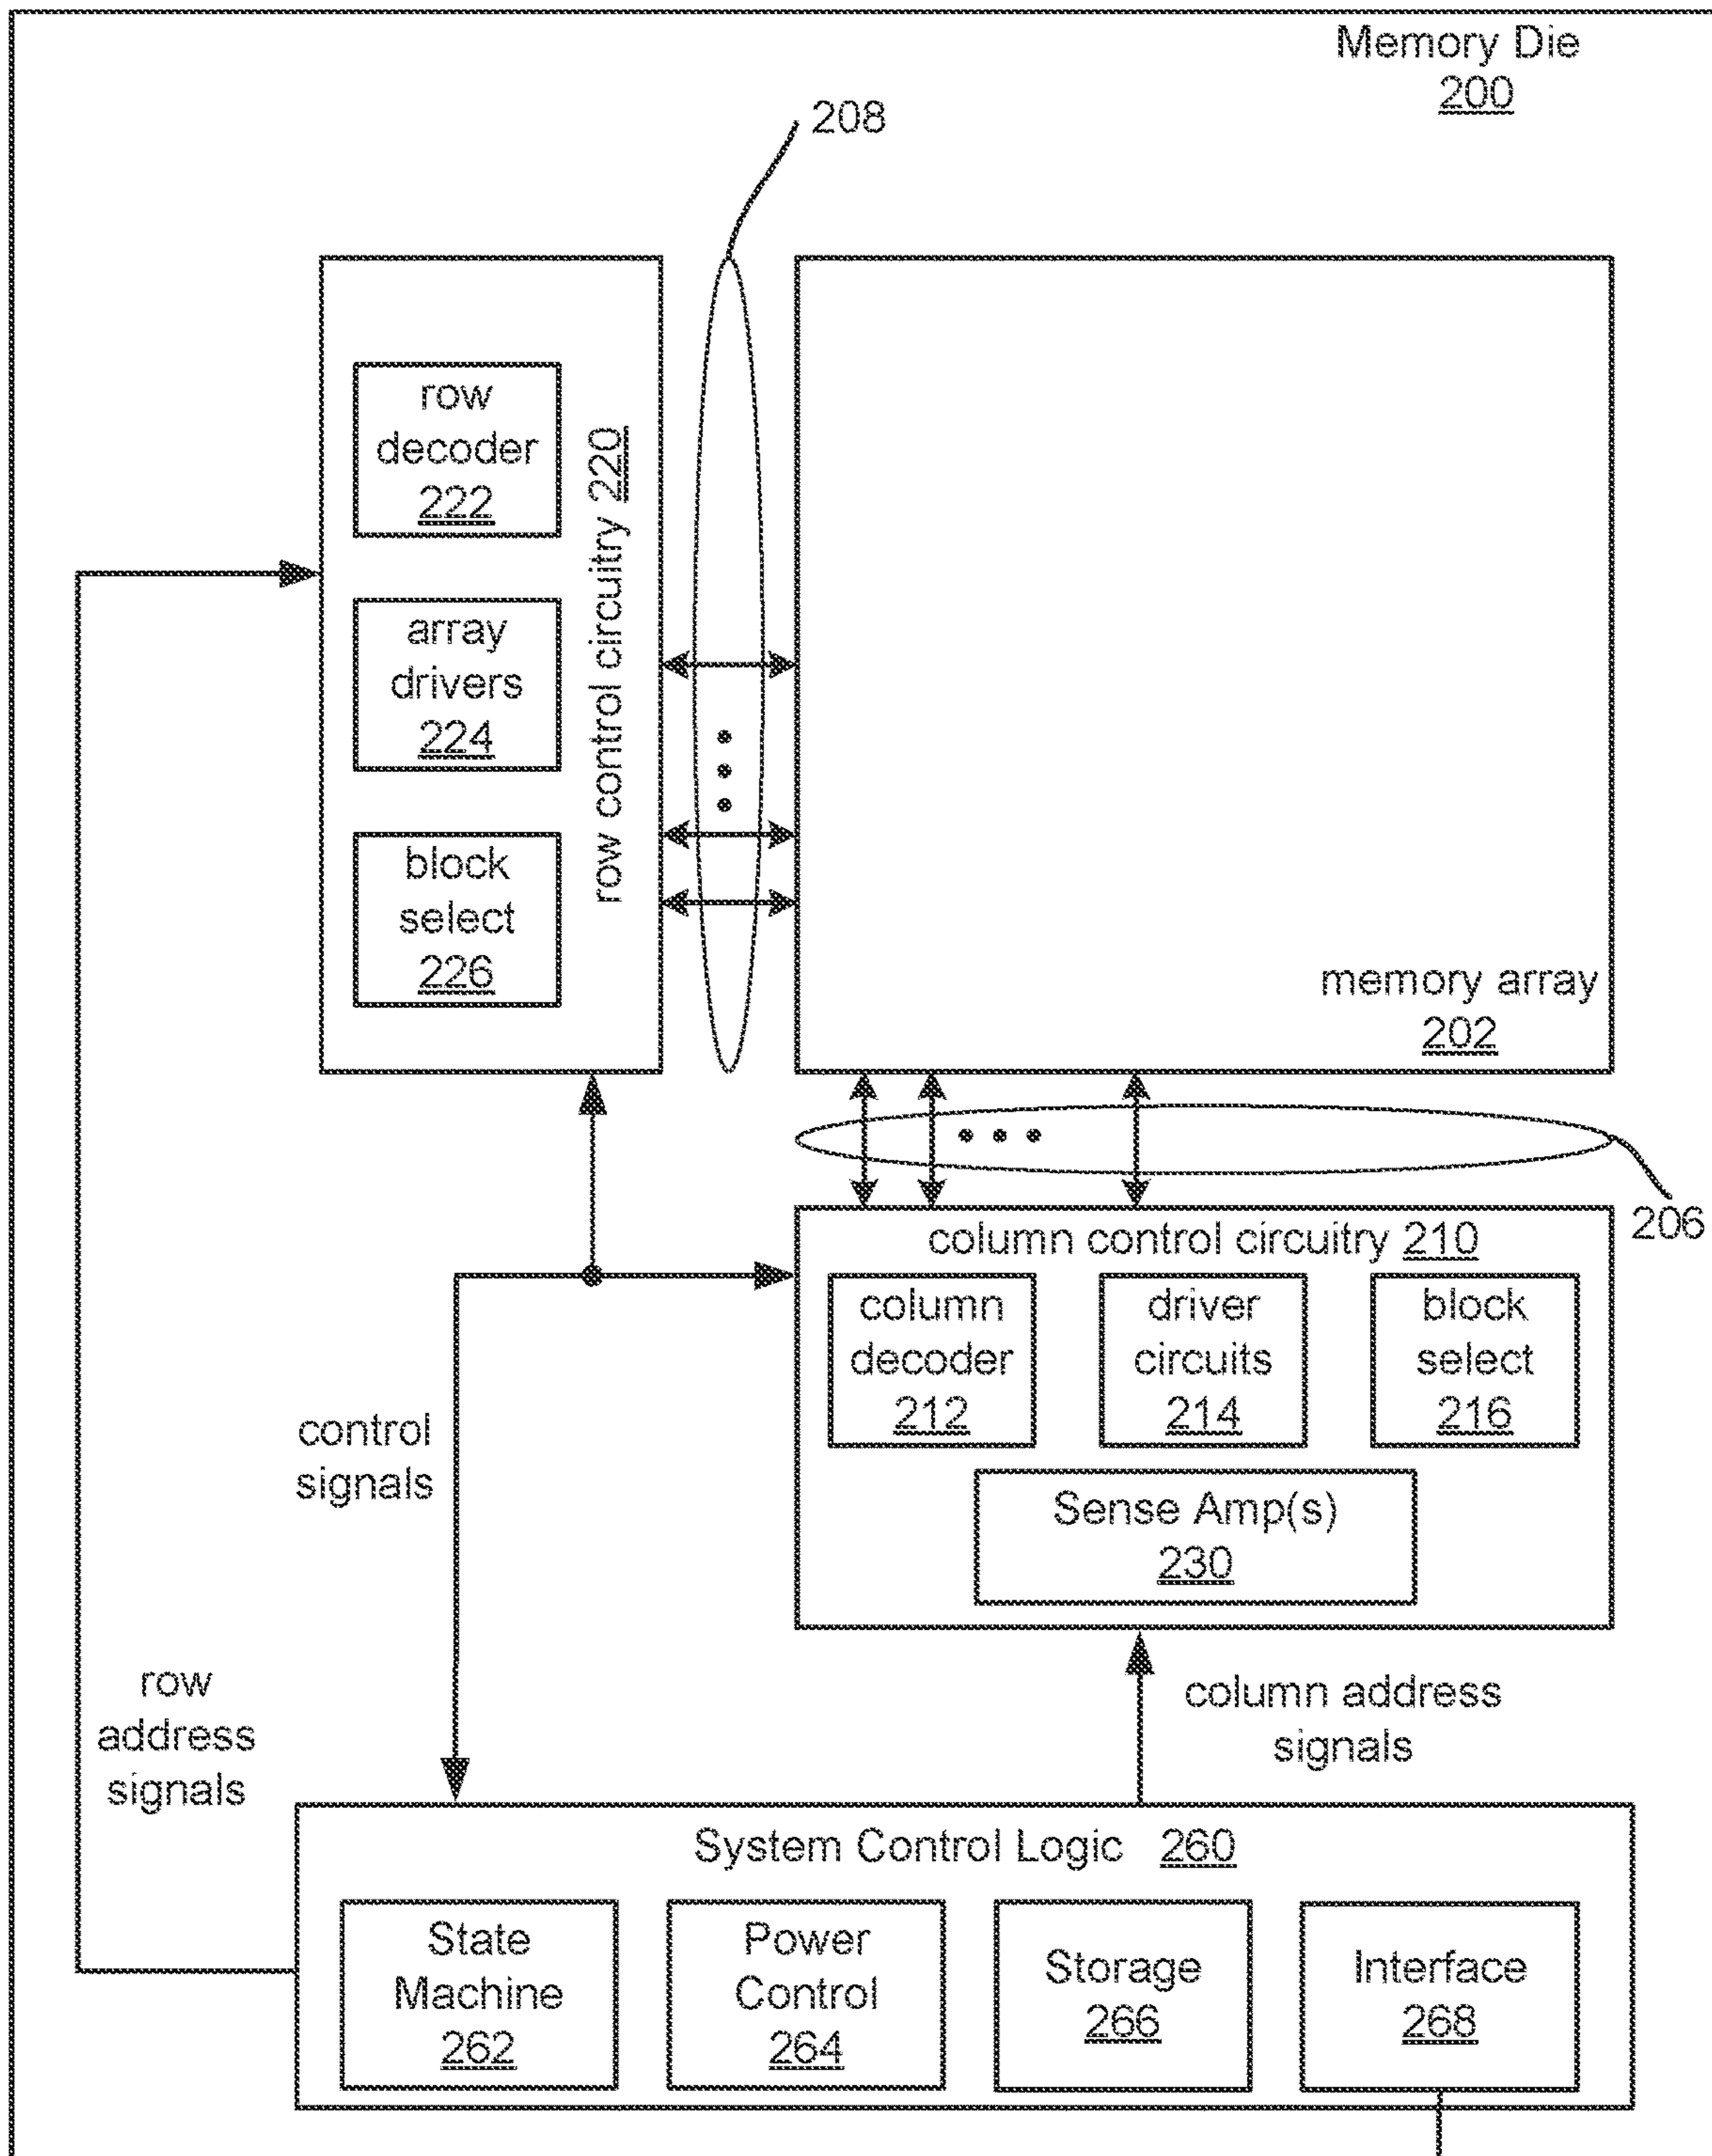 Memory Die
200
208
row
decoder
222
array
drivers
224
block
select
226
row control circuitry 220
memory array
202
206
column control circuitry 210
column
decoder
212
driver
circuits
214
block
select
216
Sense Amp(s)
230
control
signals
row
address
signals
column address
signals
System Control Logic 260
State
Machine
262
Power
Control
264
Storage
266
Interface
268